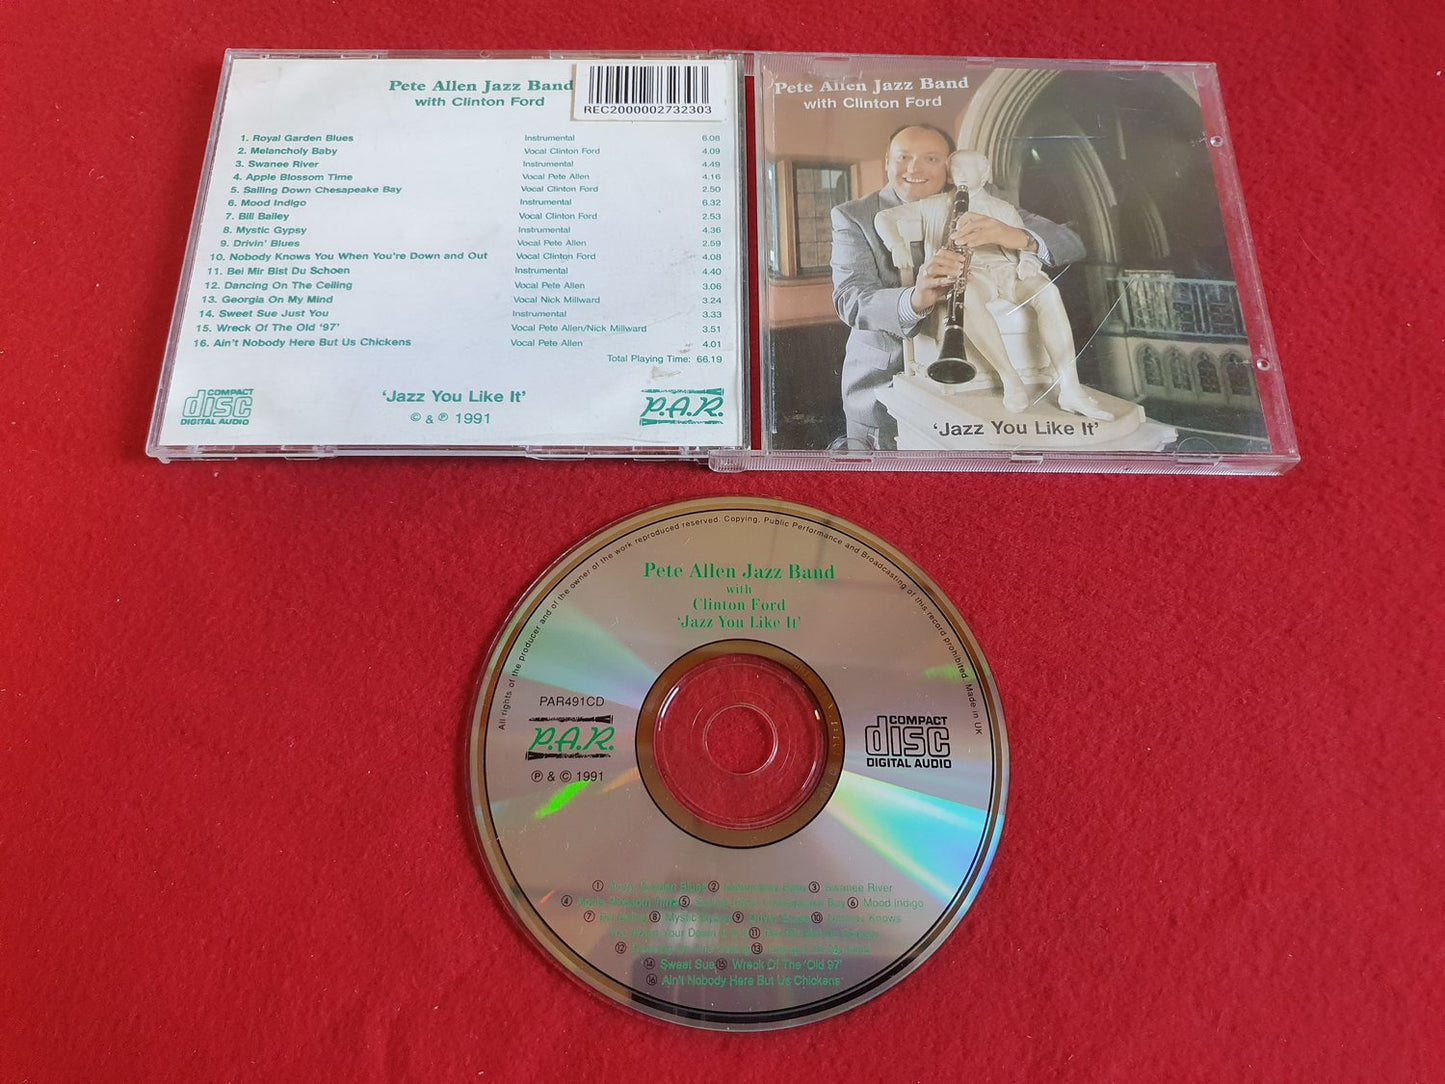 Pete Allen Jazz Band
with Clinton Ford
REC2000002732303
1. Royal Garden Blues Instrumental 6.08
2. Melancholy Baby Vocal Clinton Ford 4.09
3. Swanee River Instrumental 4.49
4. Apple Blossom Time Vocal Pete Allen 4.16
5. Sailing Down Chesapeake Bay Vocal Clinton Ford 2.50
6. Mood Indigo Instrumental 6.32
7. Bill Bailey Vocal Clinton Ford 2.53
8. Mystic Gypsy Instrumental 4.36
9. Drivin' Blues Vocal Pete Allen 2.59
10. Nobody Knows You When You're Down and Out Vocal Clinton Ford 4.08
11. Bei Mir Bist Du Schoen Instrumental 4.40
12. Dancing On The Ceiling Vocal Pete Allen 3.06
13. Georgia On My Mind Vocal Nick Millward 3.24
14. Sweet Sue Just You Instrumental 3.33
15. Wreck Of The Old '97' Vocal Pete Allen/Nick Millward 3.51
16. Ain't Nobody Here But Us Chickens Vocal Pete Allen 4.01
Total Playing Time: 66.19
COMPACT
disc
DIGITAL AUDIO
'Jazz You Like It'
© & ℗ 1991
P.A.R.
Pete Allen Jazz Band
with Clinton Ford
'Jazz You Like It'
All rights of the producer and of the owner of the work reproduced reserved. Copying, Public Performance and Broadcasting of this record prohibited. Made in UK
Pete Allen Jazz Band
with
Clinton Ford
'Jazz You Like It'
PAR491CD
P.A.R.
℗ & © 1991
COMPACT
disc
DIGITAL AUDIO
① ② ③ Swanee River
④ ⑤ ⑥ Mood Indigo
⑦ ⑧ Mystic ⑨ ⑩ Knows
⑪
⑫ ⑬
⑭ Sweet Sue ⑮ Wreck Of The 'Old 97'
⑯ Ain't Nobody Here But Us Chickens